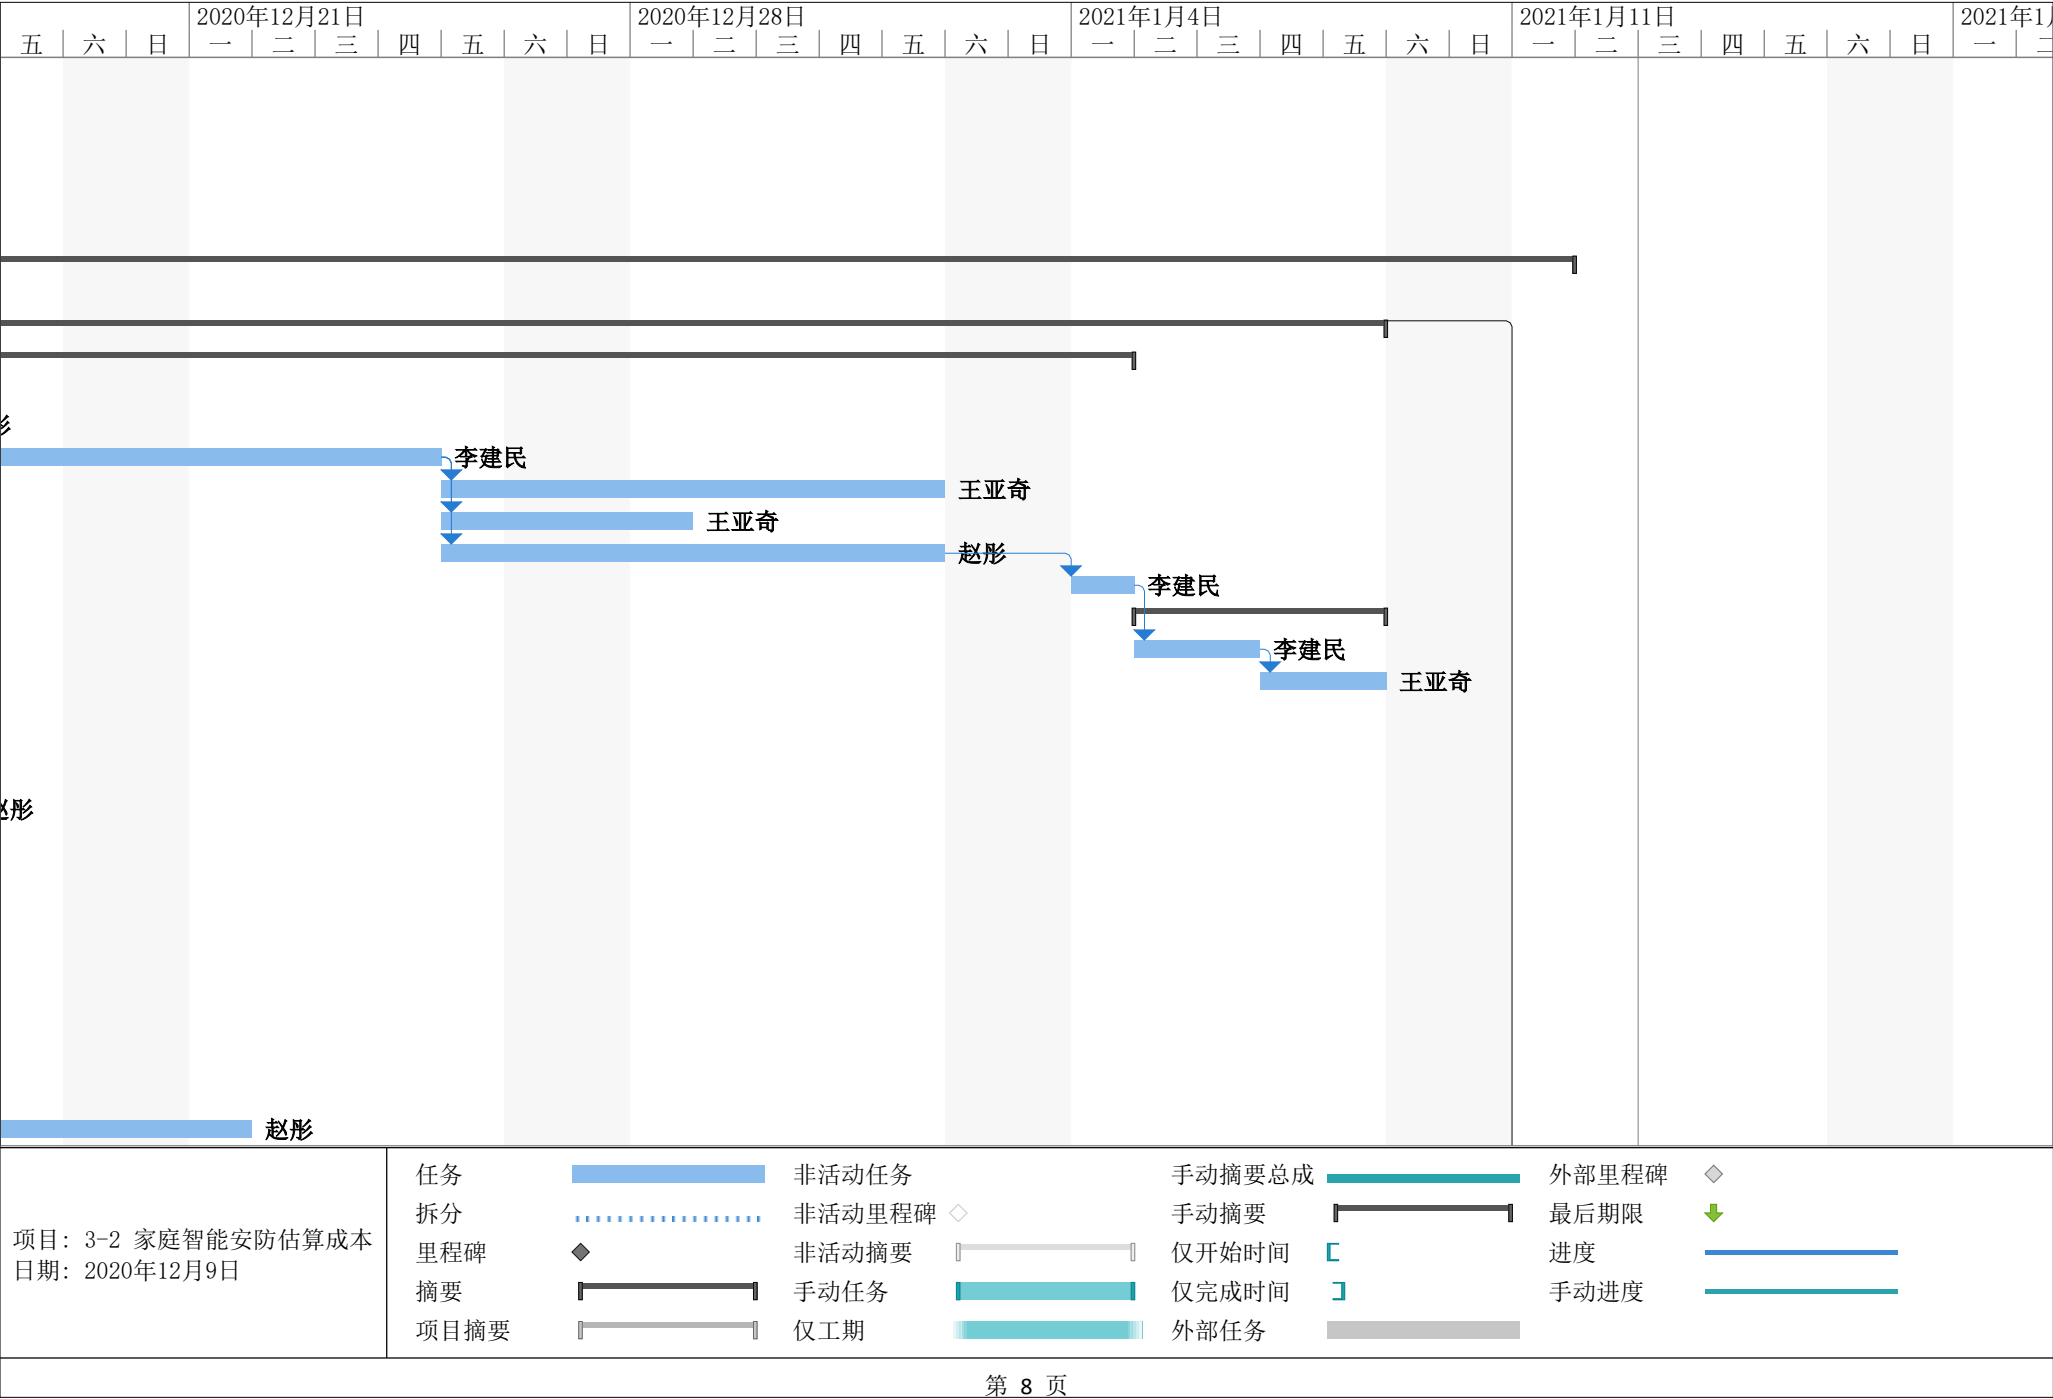 2020年12月21日 2020年12月28日 2021年1月4日 2021年1月11日
五 六 日 一 二 三 四 五 六 日 一 二 三 四 五 六 日 一 二 三 四 五 六 日 一 二 三 四 五 六 日 一 二
李建民
王亚奇
王亚奇
赵彤
李建民
李建民
王亚奇
赵彤
赵彤
项目: 3-2 家庭智能安防估算成本
日期: 2020年12月9日
任务
拆分
里程碑
摘要
项目摘要
非活动任务
非活动里程碑
非活动摘要
手动任务
仅工期
手动摘要总成
手动摘要
仅开始时间
仅完成时间
外部任务
外部里程碑
最后期限
进度
手动进度
第 8 页